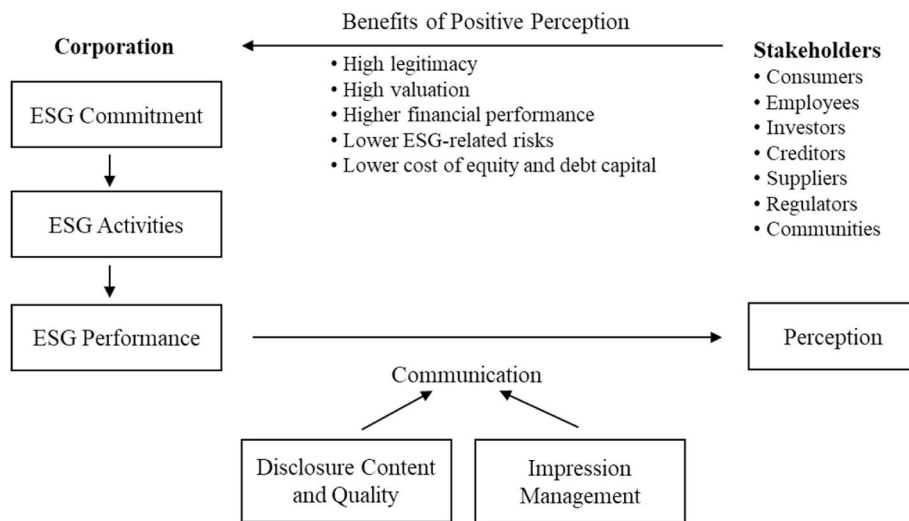 Benefits of Positive Perception
Corporation
Stakeholders
• High legitimacy
• High valuation
• Higher financial performance
• Lower ESG-related risks
• Lower cost of equity and debt capital
• Consumers
• Employees
• Investors
• Creditors
• Suppliers
• Regulators
• Communities
ESG Commitment
ESG Activities
ESG Performance
Perception
Communication
Disclosure Content
and Quality
Impression
Management